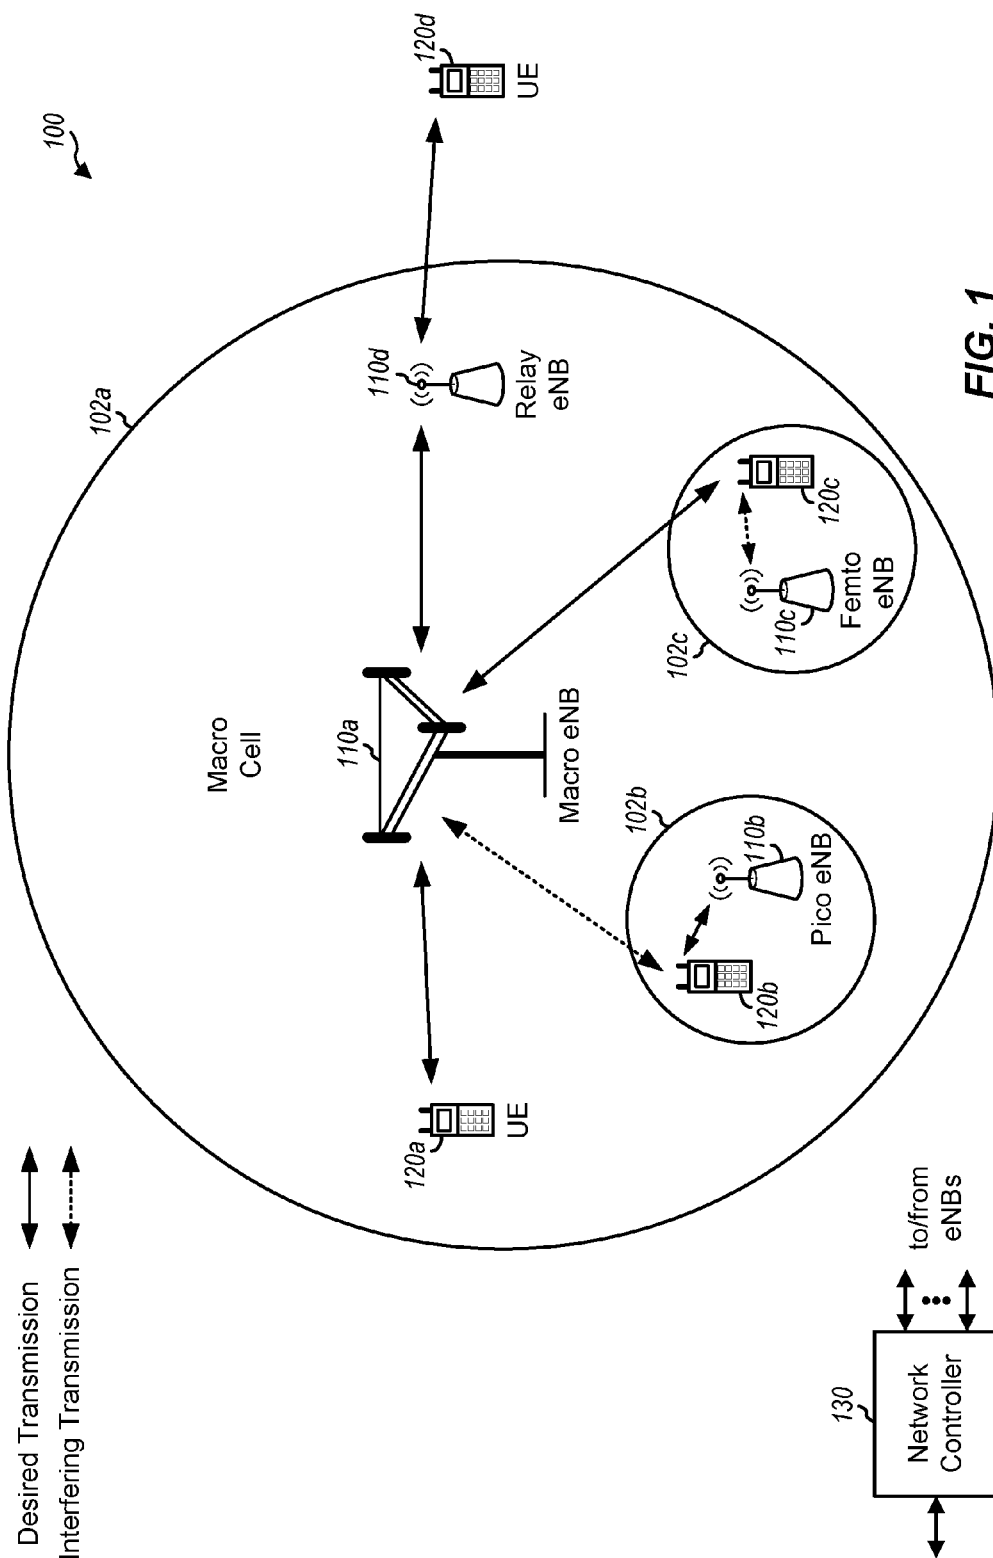 Desired Transmission
Interfering Transmission
100
102a
Macro
Cell
110a
Macro eNB
120a
UE
110d
Relay
eNB
120d
UE
102b
110b
Pico eNB
120b
102c
110c
Femto
eNB
120c
130
Network
Controller
to/from
eNBs
FIG. 1